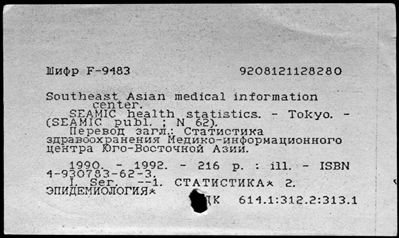 Шифр F-9483 9208121128280
Southeast Asian medical information
center.
SEAMIC health statistics. - Tokyo. -
(SEAMIC publ. ; N 62).
Перевод загл.: Статистика
здравоохранения Медико-информационного
центра Юго-Восточной Азии.
1990. - 1992. - 216 p. : ill. - ISBN
4-930783-62-3.
1. Ser. --1. СТАТИСТИКА* 2.
ЭПИДЕМИОЛОГИЯ*
ДК 614.1:312.2:313.1